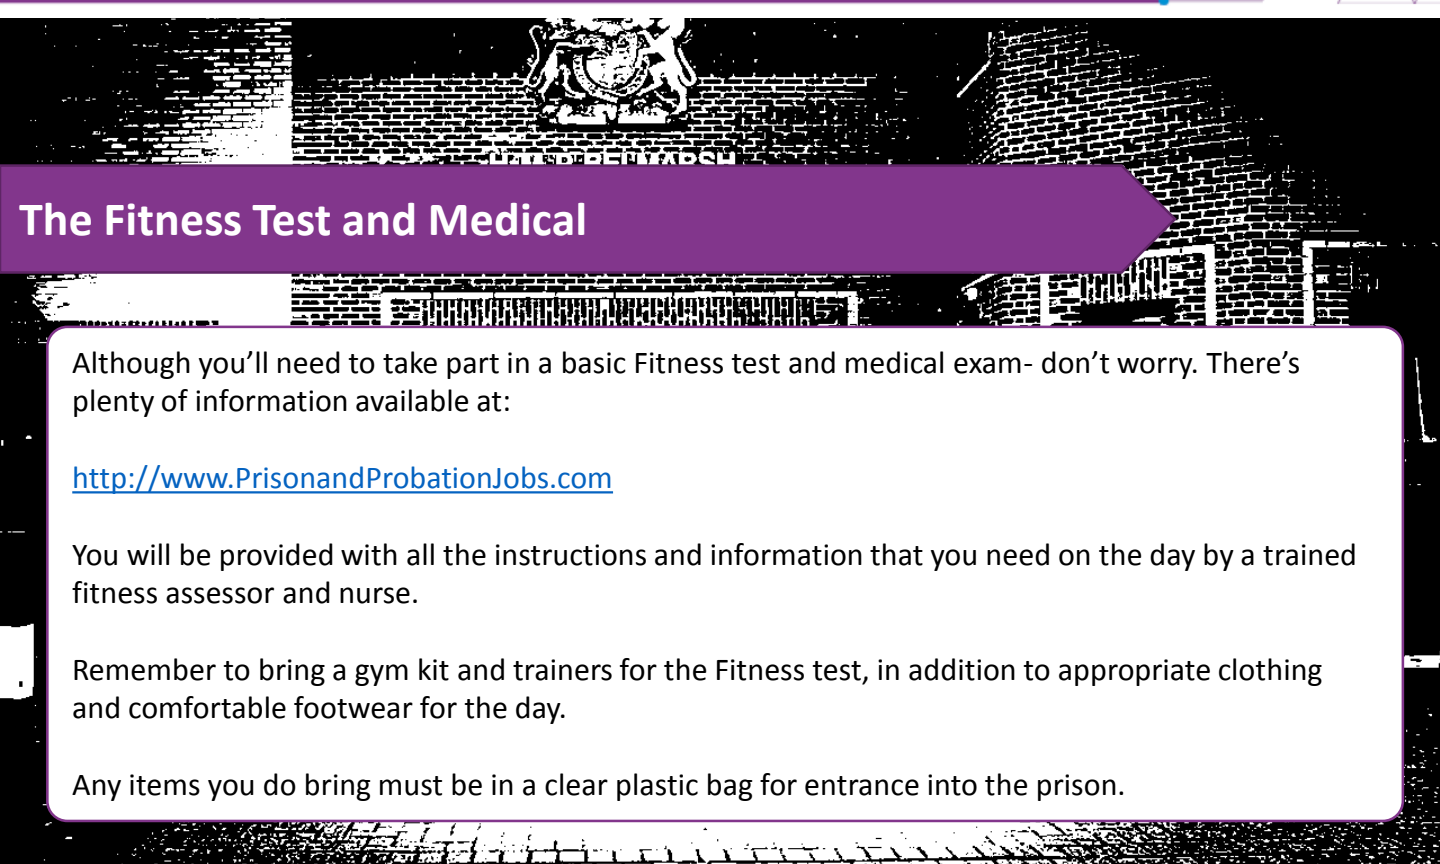 H.M.P. BELMARSH
The Fitness Test and Medical
Although you’ll need to take part in a basic Fitness test and medical exam- don’t worry. There’s
plenty of information available at:
http://www.PrisonandProbationJobs.com
You will be provided with all the instructions and information that you need on the day by a trained
fitness assessor and nurse.
Remember to bring a gym kit and trainers for the Fitness test, in addition to appropriate clothing
and comfortable footwear for the day.
Any items you do bring must be in a clear plastic bag for entrance into the prison.